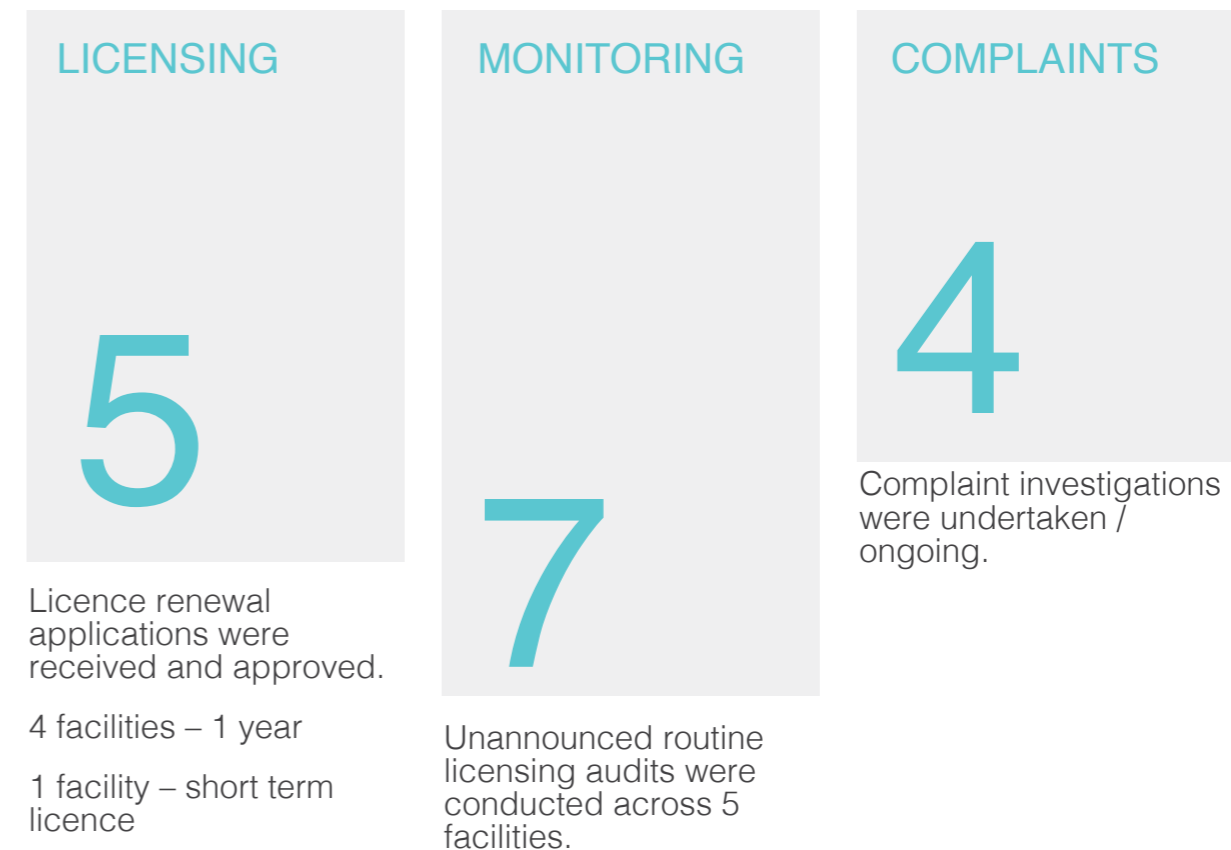 LICENSING
5
Licence renewal
applications were
received and approved.
4 facilities – 1 year
1 facility – short term
licence
MONITORING
7
Unannounced routine
licensing audits were
conducted across 5
facilities.
COMPLAINTS
4
Complaint investigations
were undertaken /
ongoing.